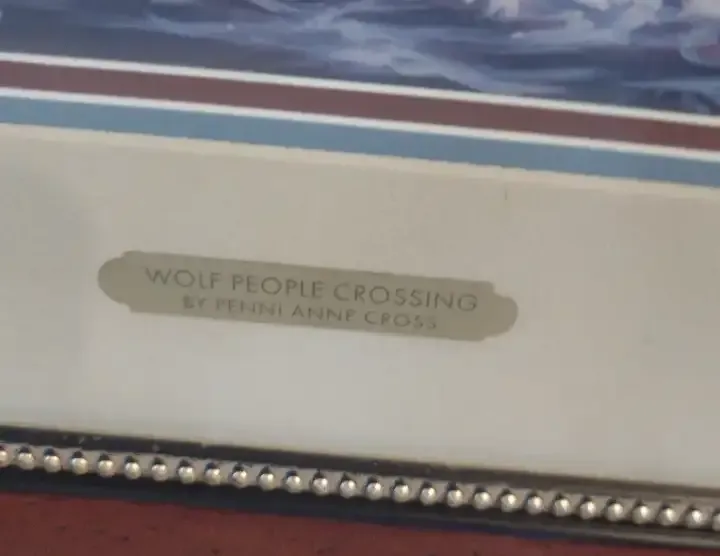 WOLF PEOPLE CROSSING
BY PENNI ANNE CROSS